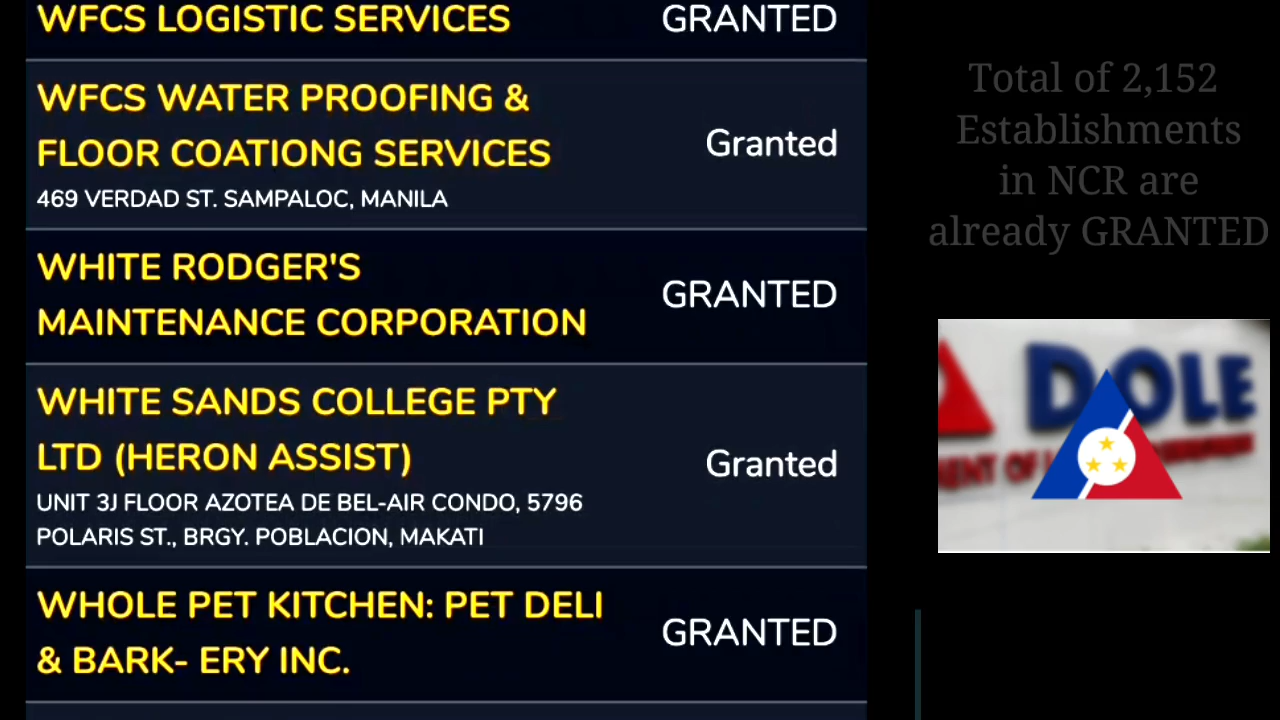 WFCS LOGISTIC SERVICES
GRANTED
WFCS WATER PROOFING &
FLOOR COATIONG SERVICES
469 VERDAD ST. SAMPALOC, MANILA
Granted
WHITE RODGER'S
MAINTENANCE CORPORATION
GRANTED
WHITE SANDS COLLEGE PTY
LTD (HERON ASSIST)
UNIT 3J FLOOR AZOTEA DE BEL-AIR CONDO, 5796
POLARIS ST., BRGY. POBLACION, MAKATI
Granted
WHOLE PET KITCHEN: PET DELI
& BARK- ERY INC.
GRANTED
Total of 2,152
Establishments
in NCR are
already GRANTED
DOLE